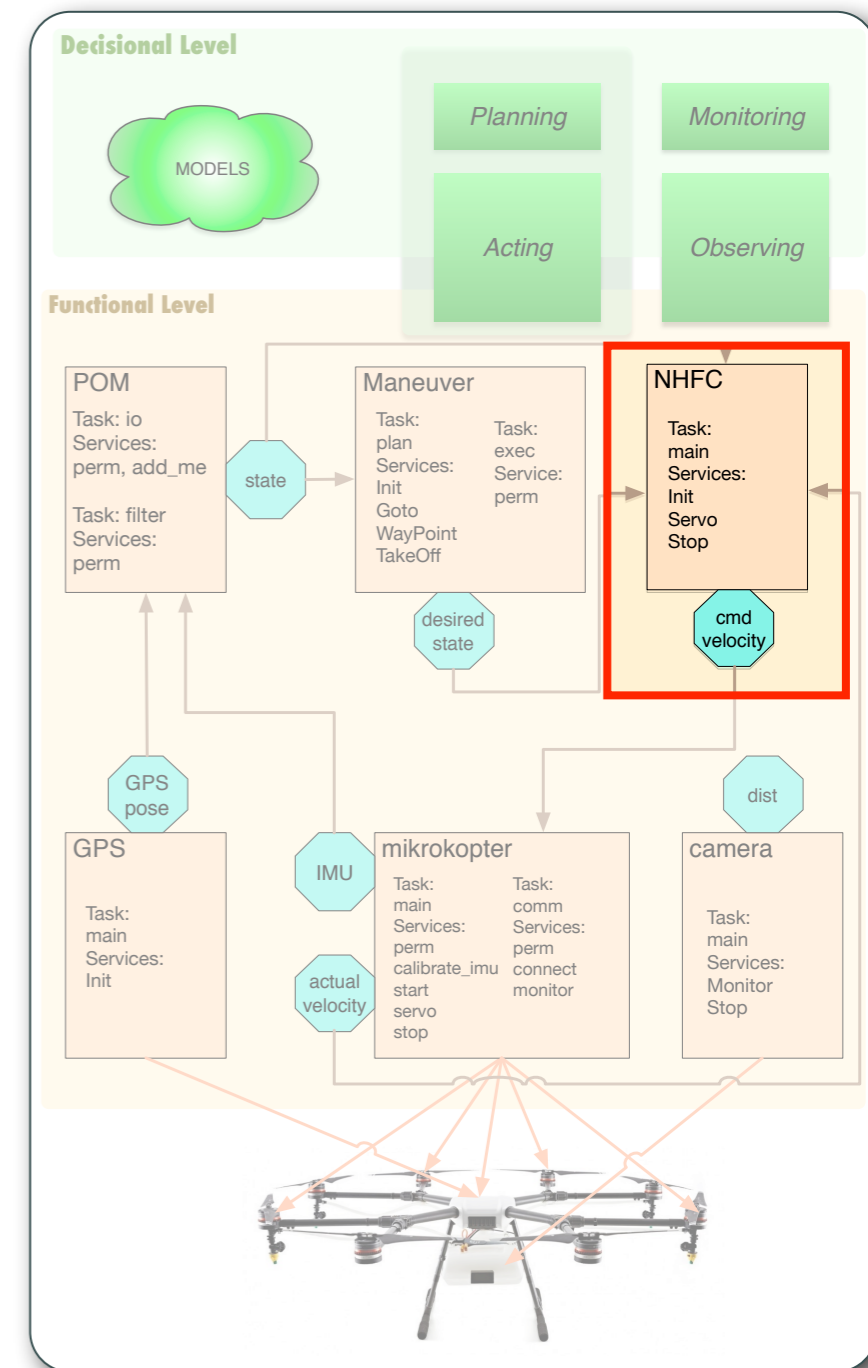 Decisional Level
MODELS
Planning
Monitoring
Acting
Observing
Functional Level
POM
Task: io
Services:
perm, add_me
Task: filter
Services:
perm
state
Maneuver
Task:
plan
Services:
Init
Goto
WayPoint
TakeOff
Task:
exec
Service:
perm
desired
state
NHFC
Task:
main
Services:
Init
Servo
Stop
cmd
velocity
GPS
pose
GPS
Task:
main
Services:
Init
IMU
actual
velocity
mikrokopter
Task:
main
Services:
perm
calibrate_imu
start
servo
stop
Task:
comm
Services:
perm
connect
monitor
dist
camera
Task:
main
Services:
Monitor
Stop